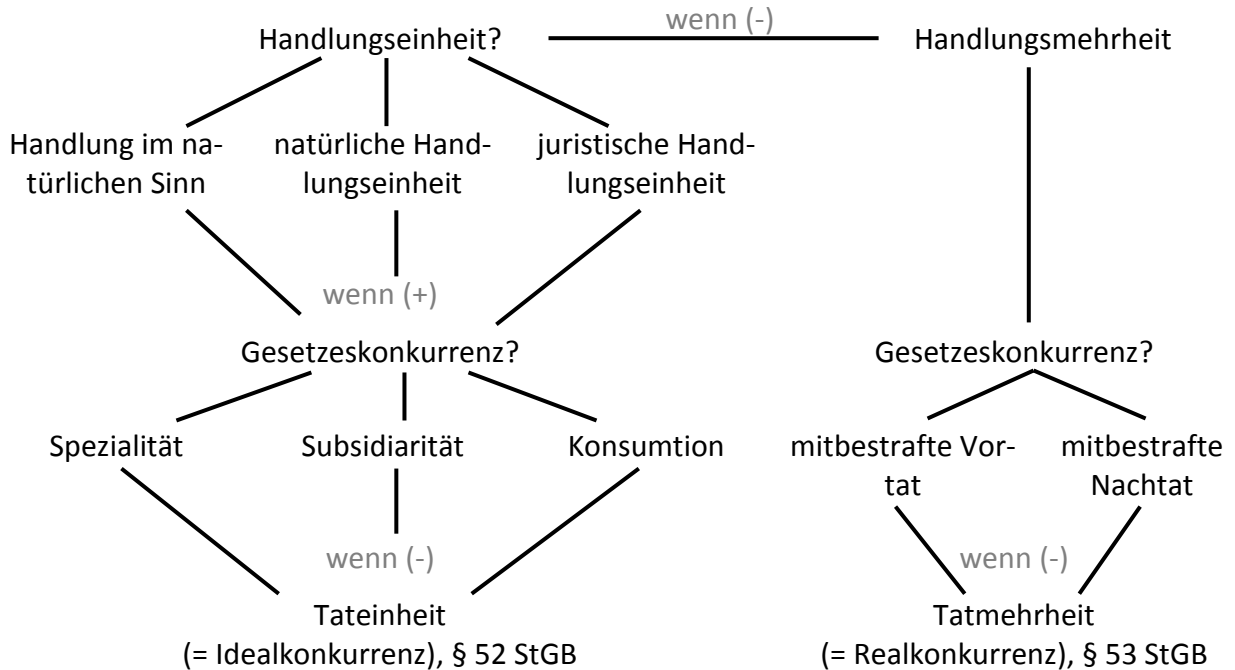 wenn (-)
Handlungseinheit?
Handlungsmehrheit
Handlung im na-
türlichen Sinn
natürliche Hand-
lungseinheit
juristische Hand-
lungseinheit
wenn (+)
Gesetzeskonkurrenz?
Gesetzeskonkurrenz?
Spezialität
Subsidiarität
Konsumtion
mitbestrafte Vor-
tat
mitbestrafte
Nachtat
wenn (-)
wenn (-)
Tateinheit
(= Idealkonkurrenz), § 52 StGB
Tatmehrheit
(= Realkonkurrenz), § 53 StGB